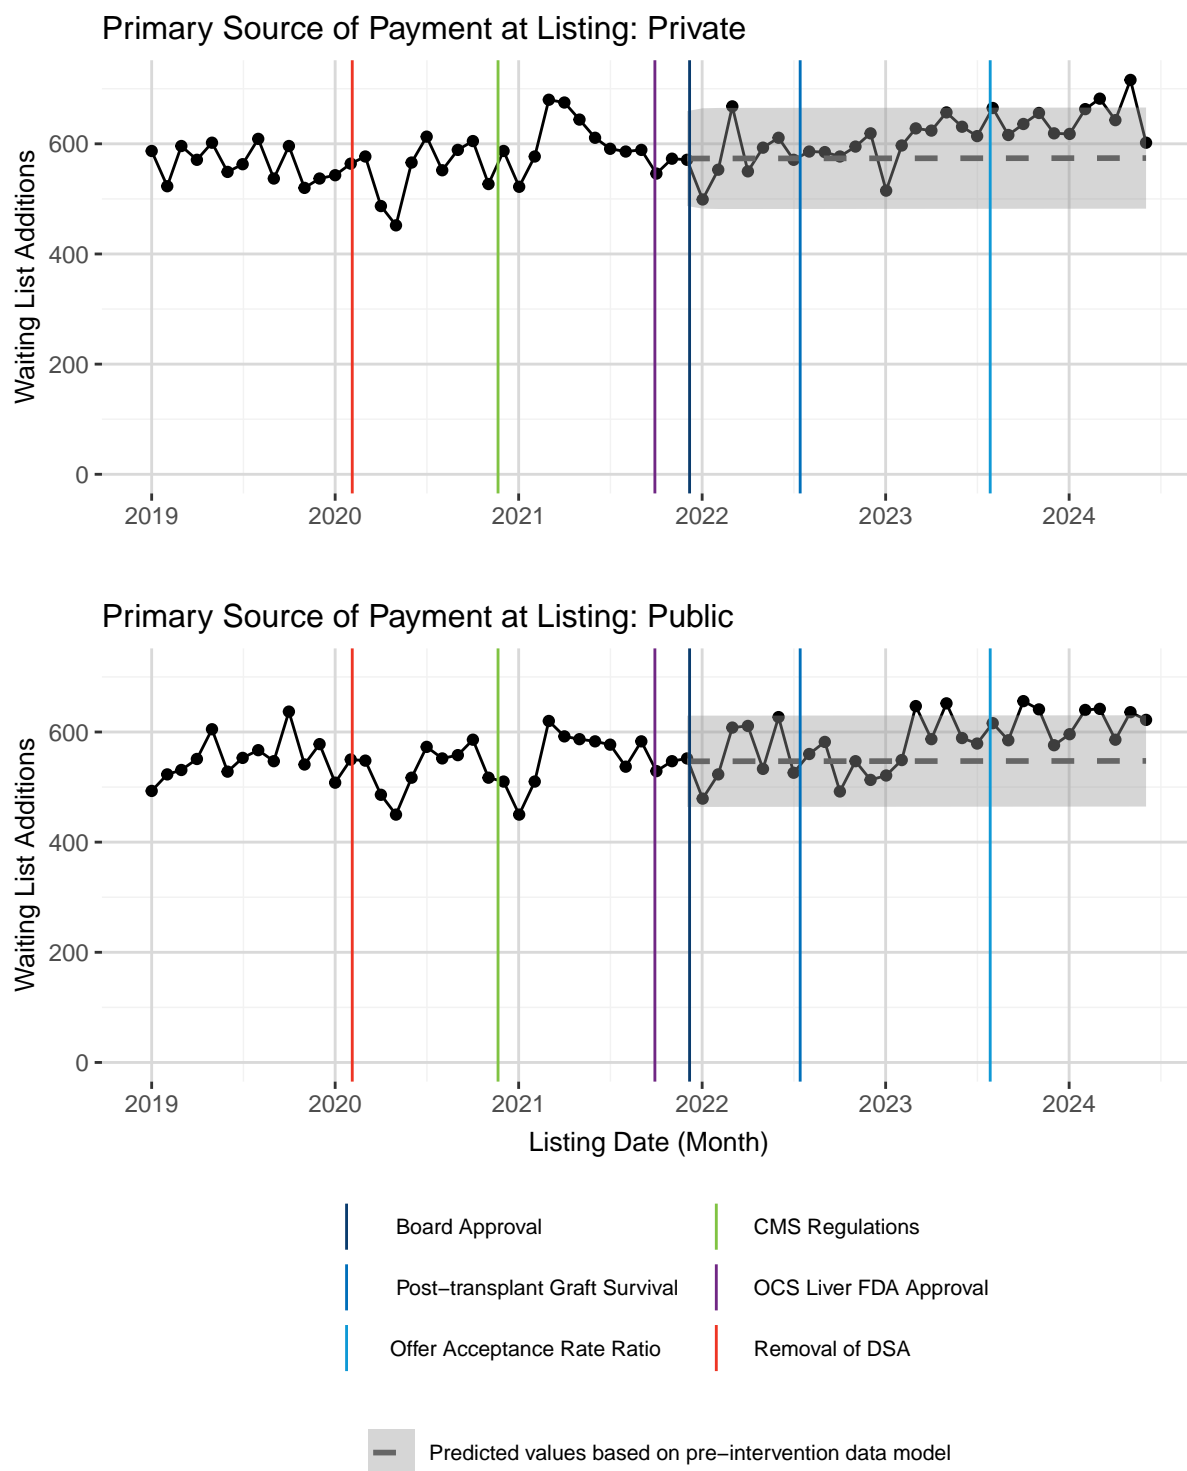 Primary Source of Payment at Listing: Private
Waiting List Additions
600
400
200
0
2019 2020 2021 2022 2023 2024
Primary Source of Payment at Listing: Public
Waiting List Additions
600
400
200
0
2019 2020 2021 2022 2023 2024
Listing Date (Month)
Board Approval CMS Regulations
Post−transplant Graft Survival OCS Liver FDA Approval
Offer Acceptance Rate Ratio Removal of DSA
Predicted values based on pre−intervention data model